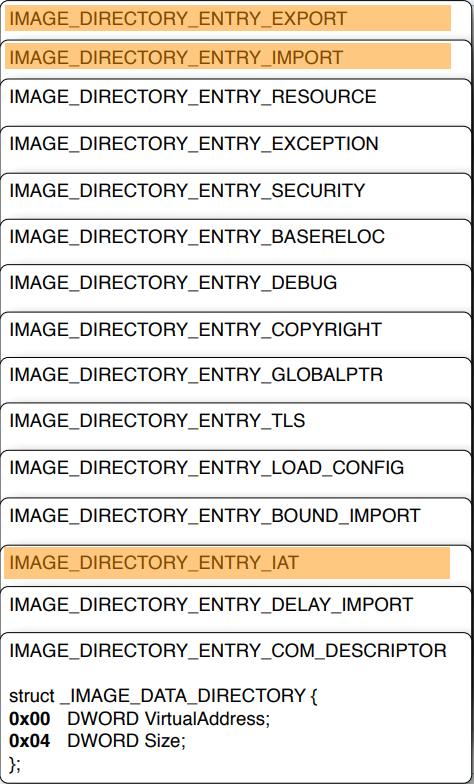 IMAGE_DIRECTORY_ENTRY_EXPORT
IMAGE_DIRECTORY_ENTRY_IMPORT
IMAGE_DIRECTORY_ENTRY_RESOURCE
IMAGE_DIRECTORY_ENTRY_EXCEPTION
IMAGE_DIRECTORY_ENTRY_SECURITY
IMAGE_DIRECTORY_ENTRY_BASERELOC
IMAGE_DIRECTORY_ENTRY_DEBUG
IMAGE_DIRECTORY_ENTRY_COPYRIGHT
IMAGE_DIRECTORY_ENTRY_GLOBALPTR
IMAGE_DIRECTORY_ENTRY_TLS
IMAGE_DIRECTORY_ENTRY_LOAD_CONFIG
IMAGE_DIRECTORY_ENTRY_BOUND_IMPORT
IMAGE_DIRECTORY_ENTRY_IAT
IMAGE_DIRECTORY_ENTRY_DELAY_IMPORT
IMAGE_DIRECTORY_ENTRY_COM_DESCRIPTOR
struct _IMAGE_DATA_DIRECTORY {
0x00 DWORD VirtualAddress;
0x04 DWORD Size;
};